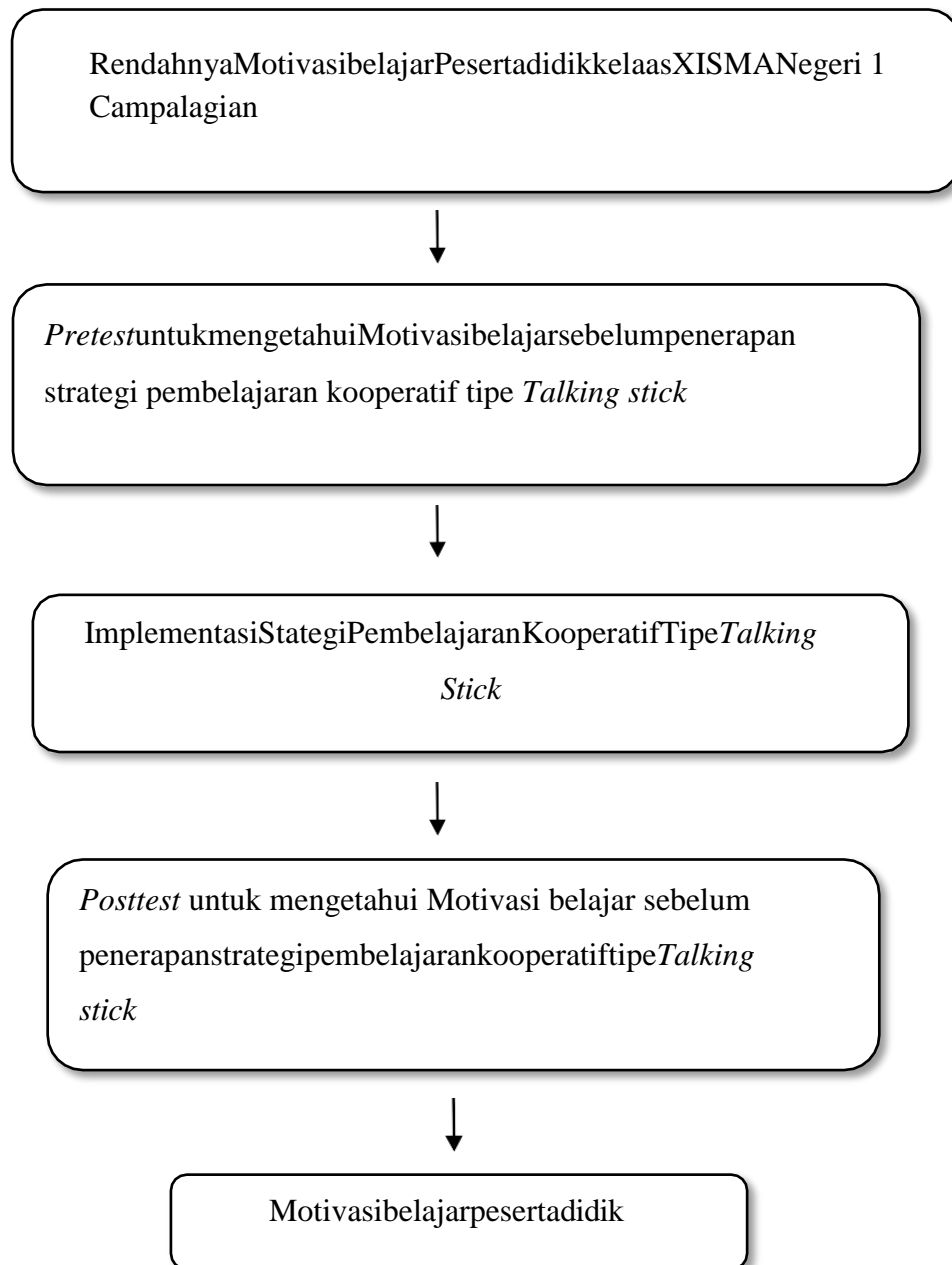 RendahnyaMotivasibelajarPesertadidikkelaasXISMANegeri 1
Campalagian
Pretestuntukmengetahui​Motivasibelajarsebelumpenerapan
strategi pembelajaran kooperatif tipe Talking stick
ImplementasiStategiPembelajaranKooperatifTipeTalking
Stick
Posttest untuk mengetahui Motivasi belajar sebelum
penerapanstrategipembelajarankooperatiftipeTalking
stick
Motivasibelajarpesertadidik